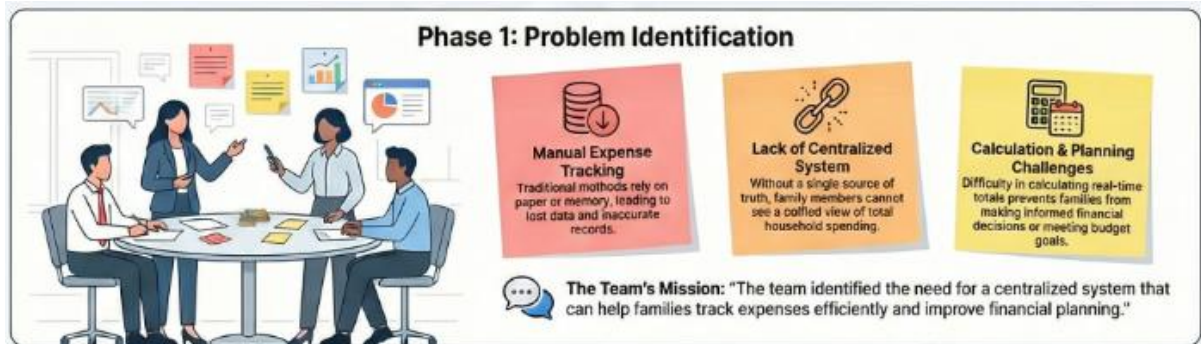 Phase 1: Problem Identification
Manual Expense
Tracking
Traditional mothods rely on
paper or memory, leading to
lost data and inaccurate
records.
Lack of Centralized
System
Without a single source of
truth, family members cannot
see a coffled view of total
household spending.
Calculation & Planning
Challenges
Difficulty in calculating real-time
totals prevents families from
making informed financial
decisions or meeting budget
goals.
The Team's Mission: "The team identified the need for a centralized system that
can help families track expenses efficiently and improve financial planning."